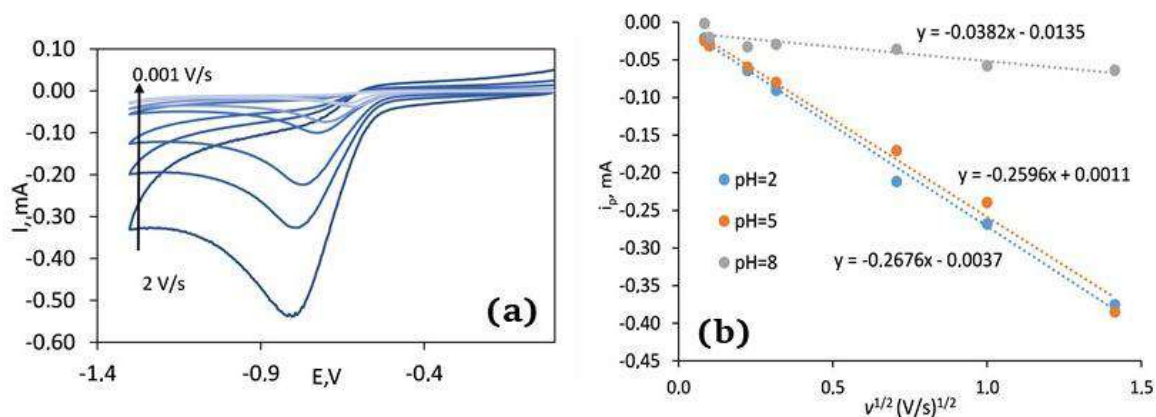 0.10
0.00
-0.10
-0.20
-0.30
-0.40
-0.50
-0.60
I, mA
0.001 V/s
2 V/s
(a)
-1.4
-0.9
E,V
-0.4
(b)
0.00
-0.05
-0.10
-0.15
-0.20
-0.25
-0.30
-0.35
-0.40
-0.45
iₚ, mA
y = -0.0382x - 0.0135
pH=2
pH=5
pH=8
y = -0.2596x + 0.0011
y = -0.2676x - 0.0037
(b)
0.0
0.5
1.0
1.5
v¹/² (V/s)¹/²